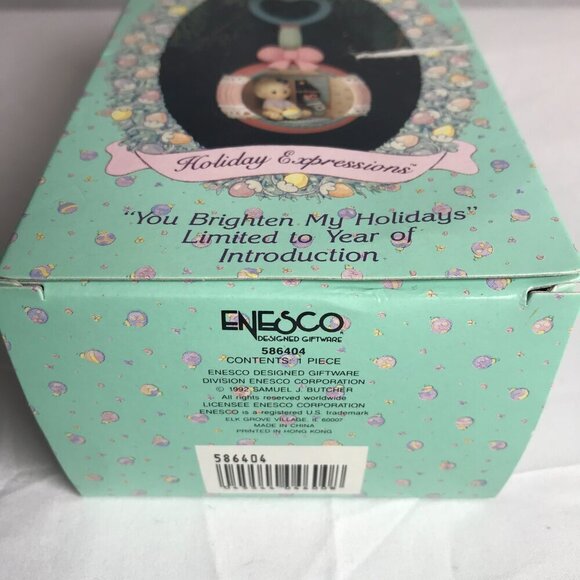 Holiday Expressions™
"You Brighten My Holidays"
Limited to Year of
Introduction
ENESCO®
DESIGNED GIFTWARE
586404
CONTENTS: 1 PIECE
ENESCO DESIGNED GIFTWARE
DIVISION ENESCO CORPORATION
© 1992 SAMUEL J. BUTCHER
All rights reserved worldwide
LICENSEE ENESCO CORPORATION
ENESCO is a registered U.S. trademark
ELK GROVE VILLAGE, IL 60007
MADE IN CHINA
PRINTED IN HONG KONG
586404